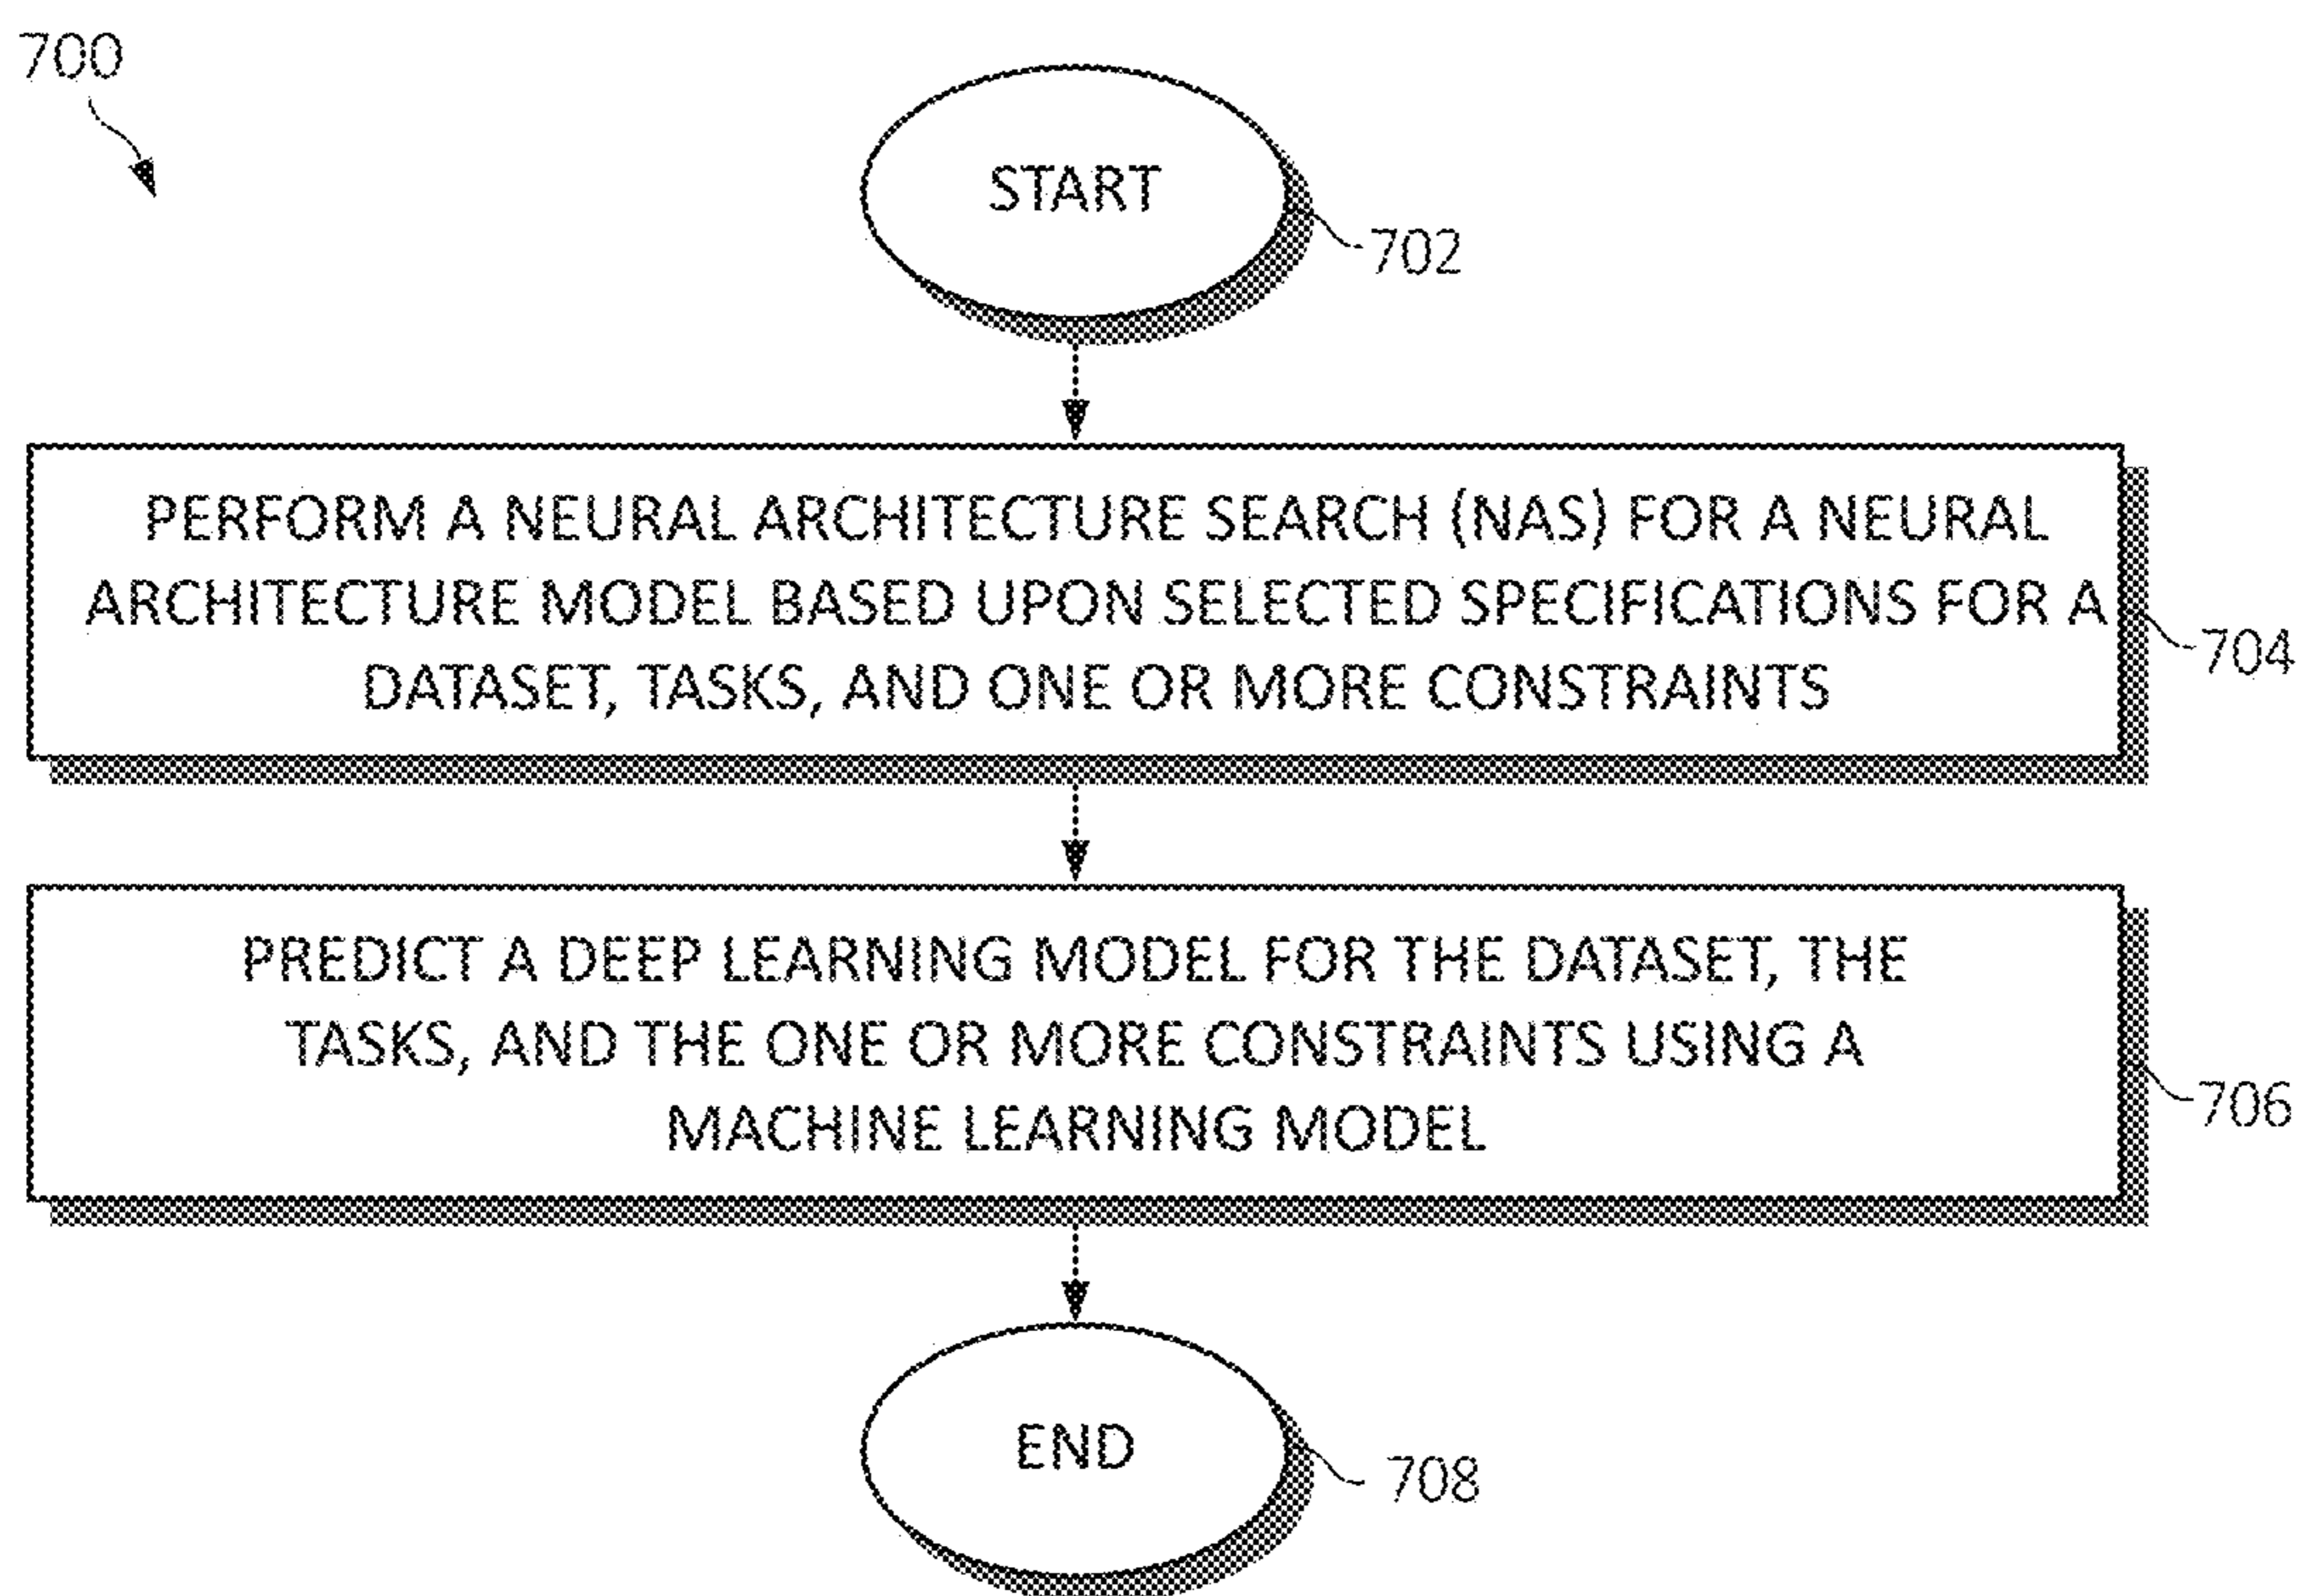 700
START
702
PERFORM A NEURAL ARCHITECTURE SEARCH (NAS) FOR A NEURAL
ARCHITECTURE MODEL BASED UPON SELECTED SPECIFICATIONS FOR A
DATASET, TASKS, AND ONE OR MORE CONSTRAINTS
704
PREDICT A DEEP LEARNING MODEL FOR THE DATASET, THE
TASKS, AND THE ONE OR MORE CONSTRAINTS USING A
MACHINE LEARNING MODEL
706
END
708